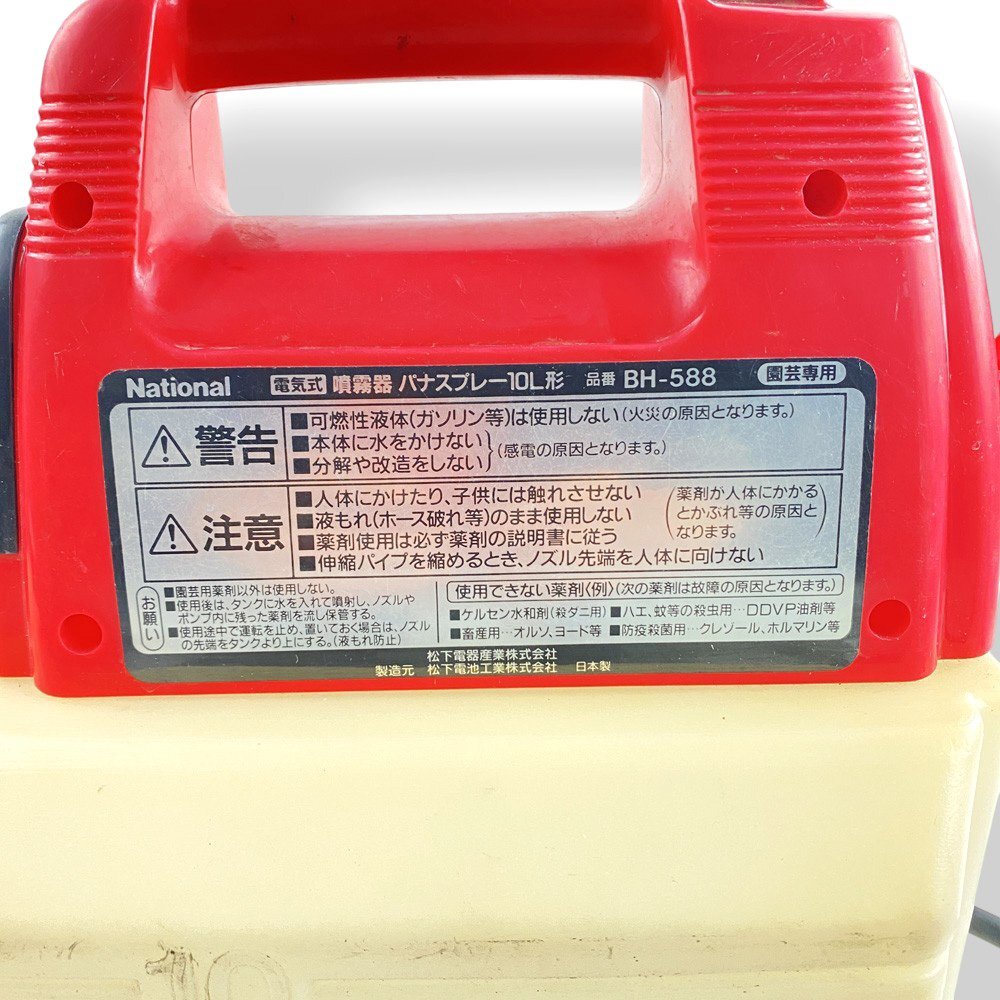 National 電気式 噴霧器 パナスプレー10L形 品番 BH-588 園芸専用
警告
■可燃性液体(ガソリン等)は使用しない(火災の原因となります。)
■本体に水をかけない
■分解や改造をしない
(感電の原因となります。)
注意
■人体にかけたり、子供には触れさせない
■液もれ(ホース破れ等)のまま使用しない
■薬剤使用は必ず薬剤の説明書に従う
■伸縮パイプを縮めるとき、ノズル先端を人体に向けない
(薬剤が人体にかかる
とかぶれ等の原因と
なります。)
お願い
■園芸用薬剤以外は使用しない。
■使用後は、タンクに水を入れて噴射し、ノズルや
ポンプ内に残った薬剤を流し保管する。
■使用途中で運転を止め、置いておく場合は、ノズル
の先端をタンクより上にする。(液もれ防止)
使用できない薬剤〈例〉(次の薬剤は故障の原因となります。)
■ケルセン水和剤(殺ダニ用) ■ハエ、蚊等の殺虫用…DDVP油剤等
■畜産用…オルソ、ヨード等 ■防疫殺菌用…クレゾール、ホルマリン等
松下電器産業株式会社
製造元 松下電池工業株式会社 日本製
10